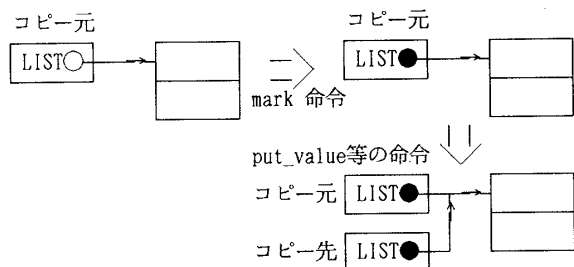 コピー元
LIST
コピー元
LIST
mark 命令
put_value等の命令
コピー元 LIST
コピー先 LIST